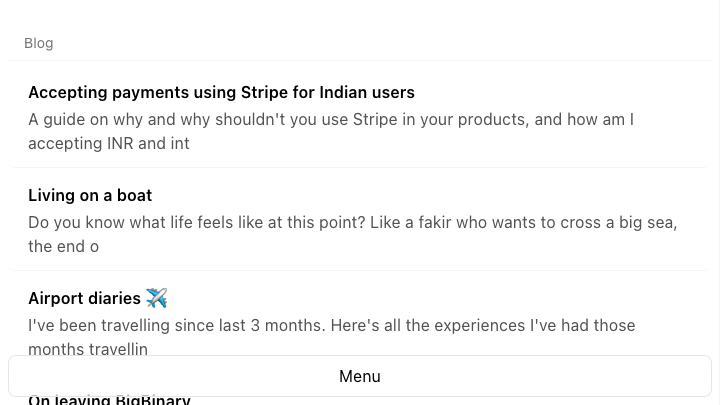 Blog
Accepting payments using Stripe for Indian users
A guide on why and why shouldn't you use Stripe in your products, and how am I
accepting INR and int
Living on a boat
Do you know what life feels like at this point? Like a fakir who wants to cross a big sea,
the end o
Airport diaries ✈️
I've been travelling since last 3 months. Here's all the experiences I've had those
months travellin
Menu
On leaving BigBinary